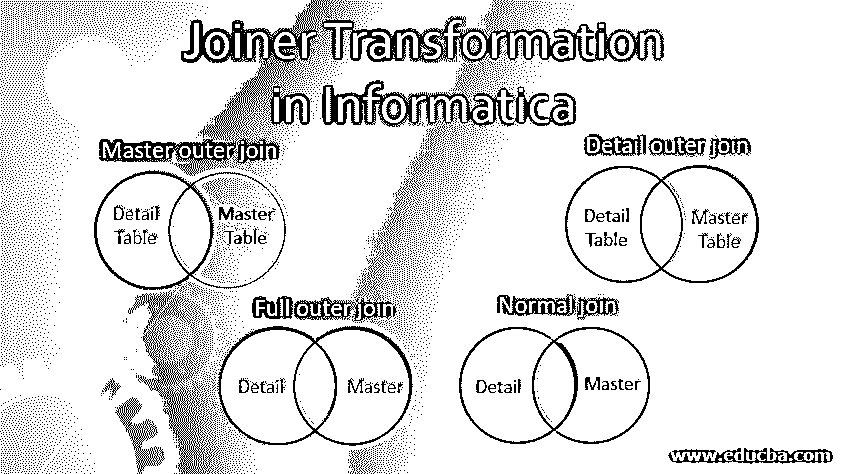 Joiner Transformation
in Informatica
Master outer join
Detail
Table
Master
Table
Detail outer join
Detail
Table
Master
Table
Full outer join
Detail
Master
Normal join
Detail
Master
www.educba.com